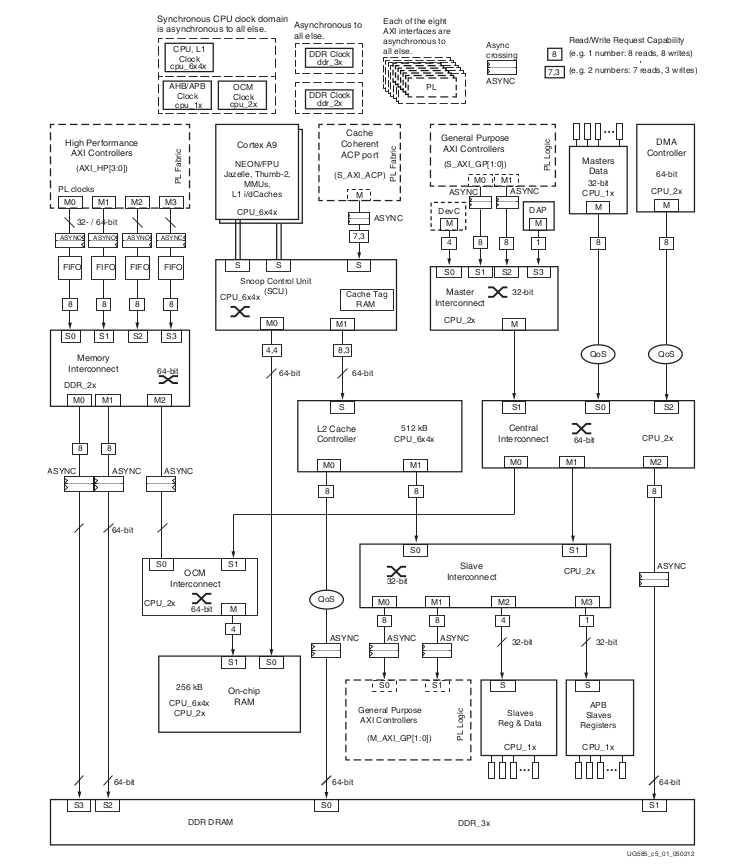 Synchronous CPU clock domain
is asynchronous to all else.
CPU, L1
Clock
cpu_6x4x
AHB/APB
Clock
cpu_1x
OCM
Clock
cpu_2x
Asynchronous to
all else.
DDR Clock
ddr_3x
DDR Clock
ddr_2x
Each of the eight
AXI interfaces are
asynchronous to
all else.
PL
Async
crossing
ASYNC
Read/Write Request Capability
8
(e.g. 1 number: 8 reads, 8 writes)
7,3
(e.g. 2 numbers: 7 reads, 3 writes)
High Performance
AXI Controllers
(AXI_HP[3:0])
PL Fabric
PL clocks
M0
M1
M2
M3
32- / 64-bit
ASYNC
ASYNC
ASYNC
ASYNC
FIFO
FIFO
FIFO
FIFO
8
8
8
8
S0
S1
S2
S3
Memory
Interconnect
64-bit
DDR_2x
M0
M1
M2
8
8
ASYNC
ASYNC
ASYNC
64-bit
Cortex A9
NEON/FPU
Jazelle, Thumb-2,
MMUs,
L1 i/dCaches
CPU_6x4x
Cache
Coherent
ACP port
(S_AXI_ACP)
PL Fabric
M
ASYNC
7,3
S
S
S
Snoop Control Unit
(SCU)
CPU_6x4x
Cache Tag
RAM
M0
M1
4,4
8,3
64-bit
64-bit
General Purpose
AXI Controllers
(S_AXI_GP[1:0])
PL Logic
M0
M1
ASYNC
ASYNC
DevC
M
DAP
M
4
8
8
1
S0
S1
S2
S3
Master
Interconnect
32-bit
CPU_2x
M
Masters
Data
32-bit
CPU_1x
M
8
QoS
DMA
Controller
64-bit
CPU_2x
M
8
QoS
S
L2 Cache
Controller
512 kB
CPU_6x4x
M0
M1
8
8
S1
S0
S2
Central
Interconnect
64-bit
CPU_2x
M0
M1
M2
8
S0
S1
OCM
Interconnect
CPU_2x
64-bit
M
4
S1
S0
256 kB
CPU_6x4x
CPU_2x
On-chip
RAM
QoS
ASYNC
S0
S1
Slave
Interconnect
32-bit
CPU_2x
M0
M1
M2
M3
8
8
4
1
ASYNC
ASYNC
32-bit
32-bit
ASYNC
S0
S1
General Purpose
AXI Controllers
(M_AXI_GP[1:0])
PL Logic
S
Slaves
Reg & Data
CPU_1x
S
APB
Slaves
Registers
CPU_1x
64-bit
64-bit
64-bit
S3
S2
S0
S1
DDR DRAM
DDR_3x
UG585_c5_01_050212